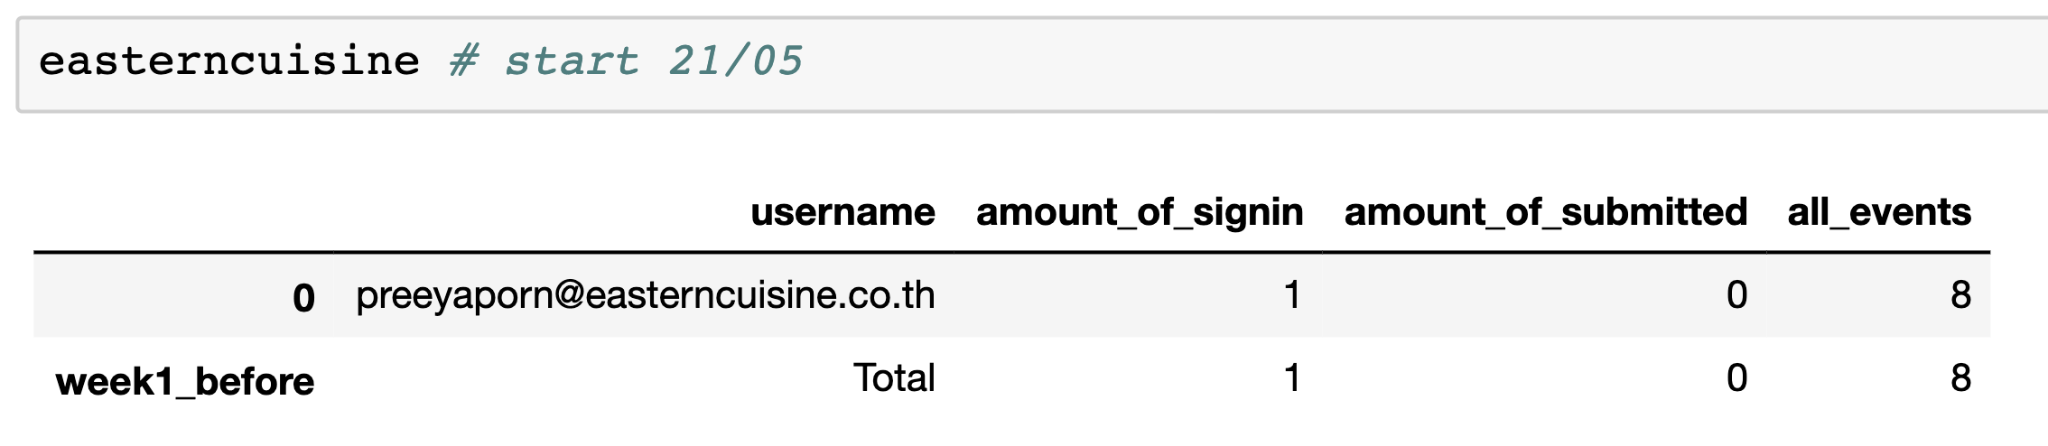 easterncuisine # start 21/05
username amount_of_signin amount_of_submitted all_events
0 preeyaporn@easterncuisine.co.th 1 0 8
week1_before Total 1 0 8